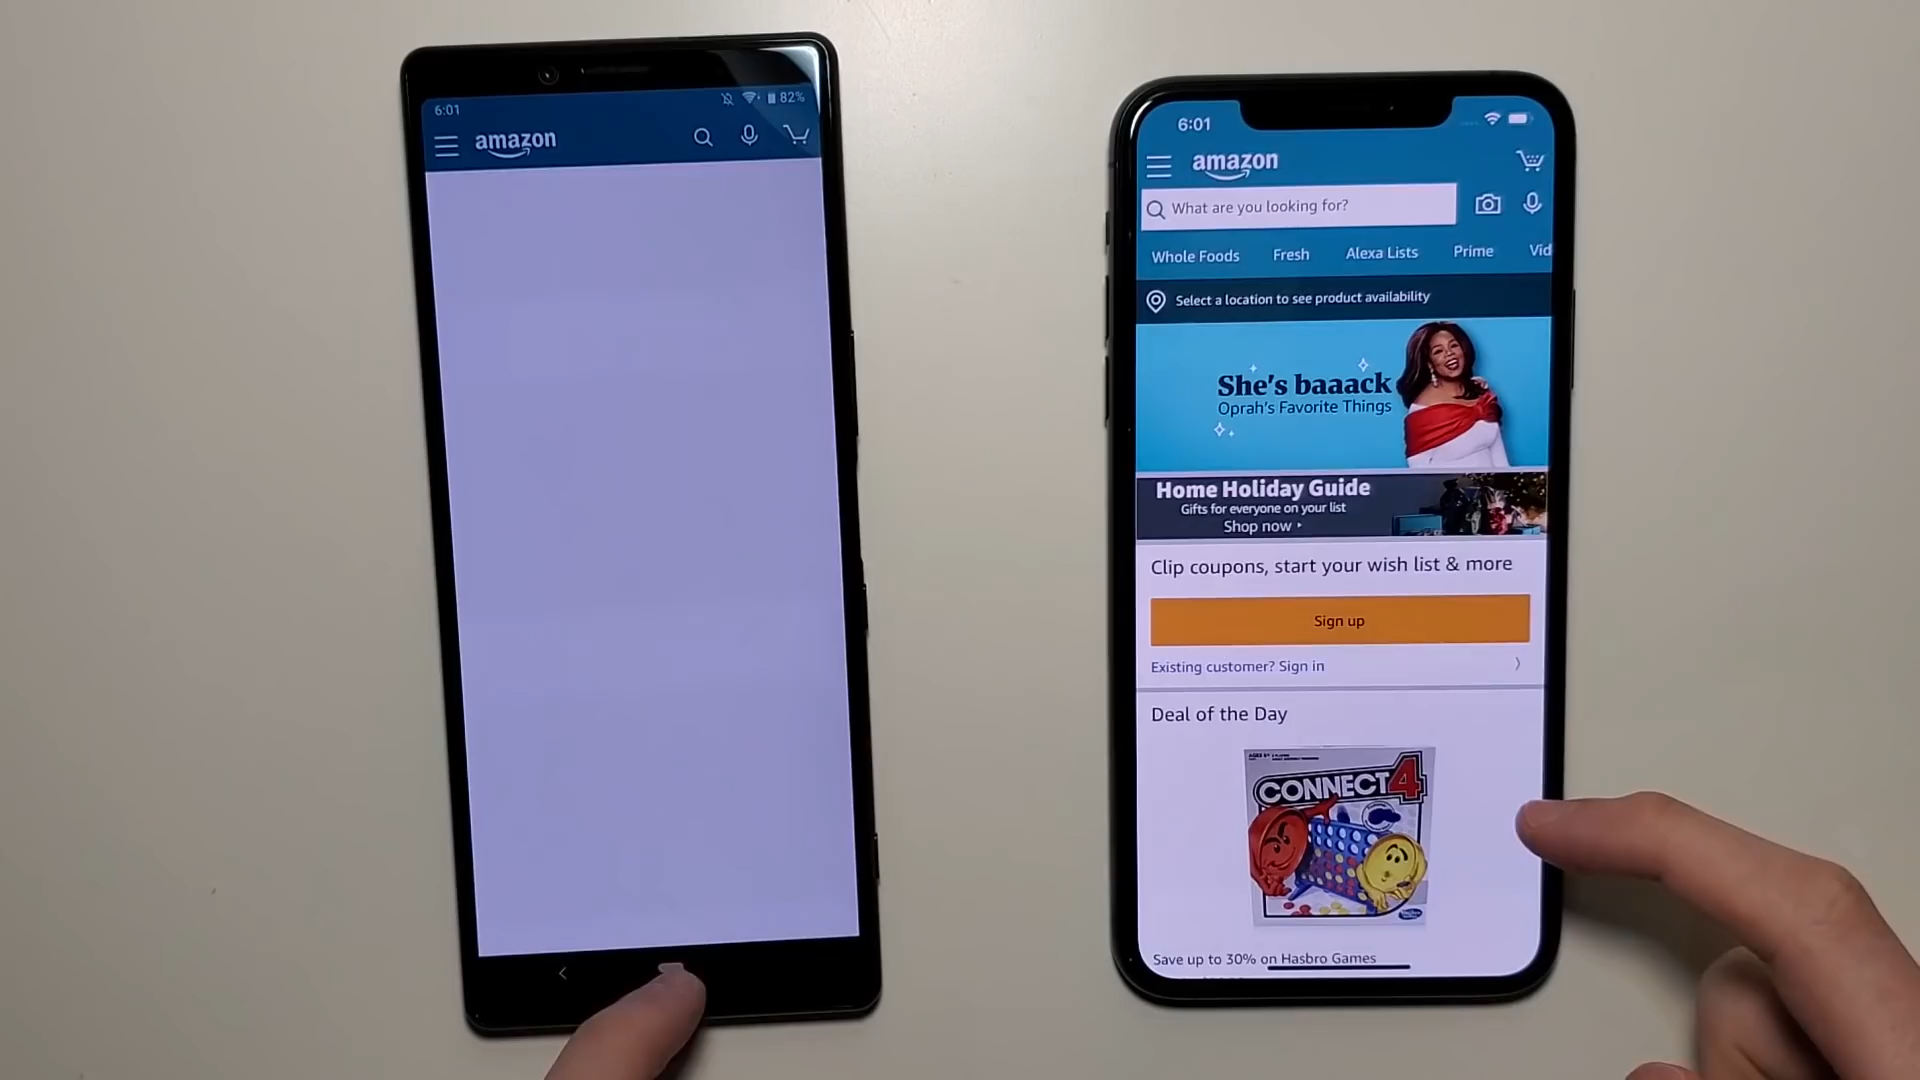 6:01
82%
amazon
6:01
amazon
What are you looking for?
Whole Foods Fresh Alexa Lists Prime Vid
Select a location to see product availability
She's baaack
Oprah's Favorite Things
Home Holiday Guide
Gifts for everyone on your list
Shop now
Clip coupons, start your wish list & more
Sign up
Existing customer? Sign in
Deal of the Day
CONNECT 4
Save up to 30% on Hasbro Games